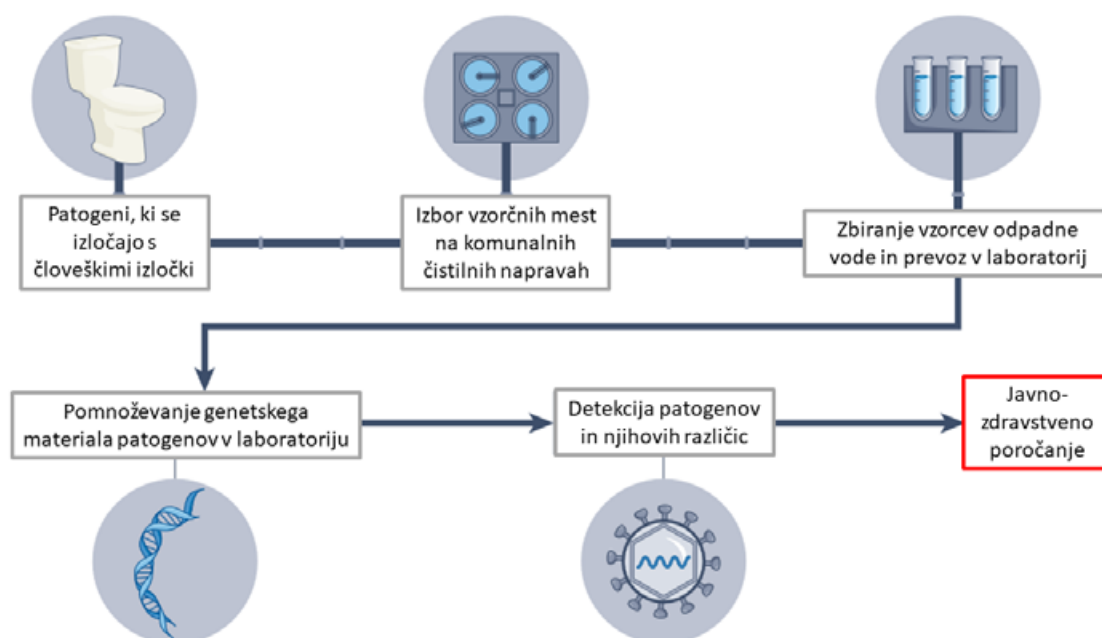 Patogeni, ki se
izločajo s
človeškimi izločki
Izbor vzorčnih mest
na komunalnih
čistilnih napravah
Zbiranje vzorcev odpadne
vode in prevoz v laboratorij
Pomnoževanje genetskega
materiala patogenov v laboratoriju
Detekcija patogenov
in njihovih različic
Javno-
zdravstveno
poročanje